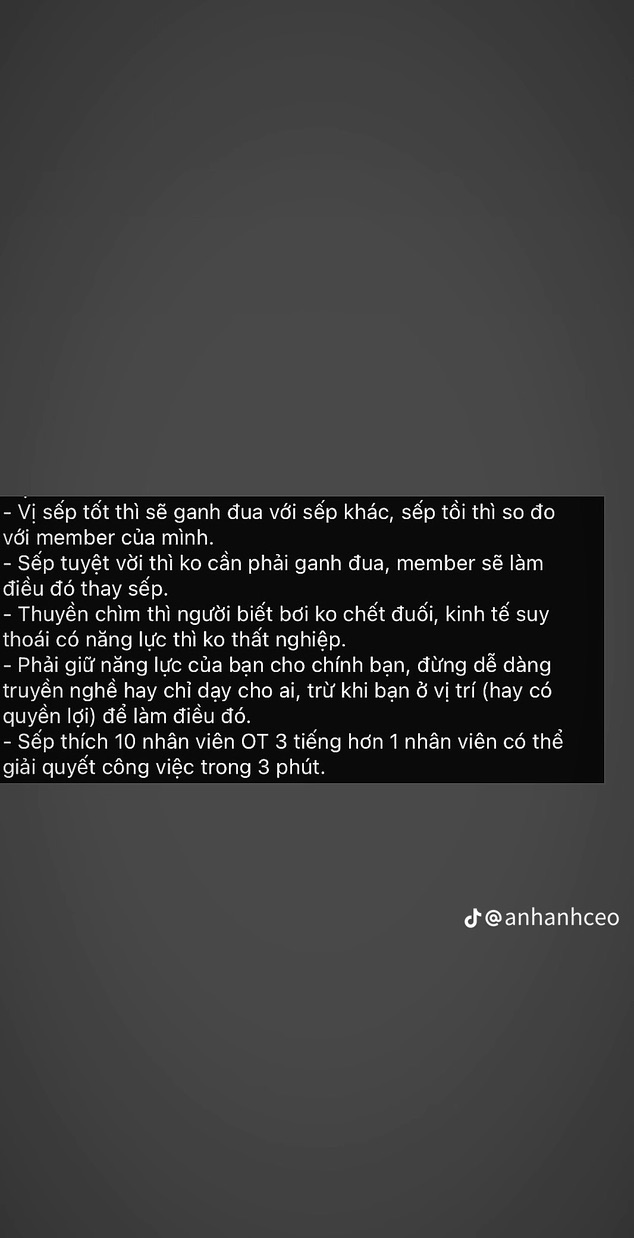 - Vị sếp tốt thì sẽ ganh đua với sếp khác, sếp tồi thì so đo
với member của mình.
- Sếp tuyệt vời thì ko cần phải ganh đua, member sẽ làm
điều đó thay sếp.
- Thuyền chìm thì người biết bơi ko chết đuối, kinh tế suy
thoái có năng lực thì ko thất nghiệp.
- Phải giữ năng lực của bạn cho chính bạn, đừng dễ dàng
truyền nghề hay chỉ dạy cho ai, trừ khi bạn ở vị trí (hay có
quyền lợi) để làm điều đó.
- Sếp thích 10 nhân viên OT 3 tiếng hơn 1 nhân viên có thể
giải quyết công việc trong 3 phút.
@anhanhceo